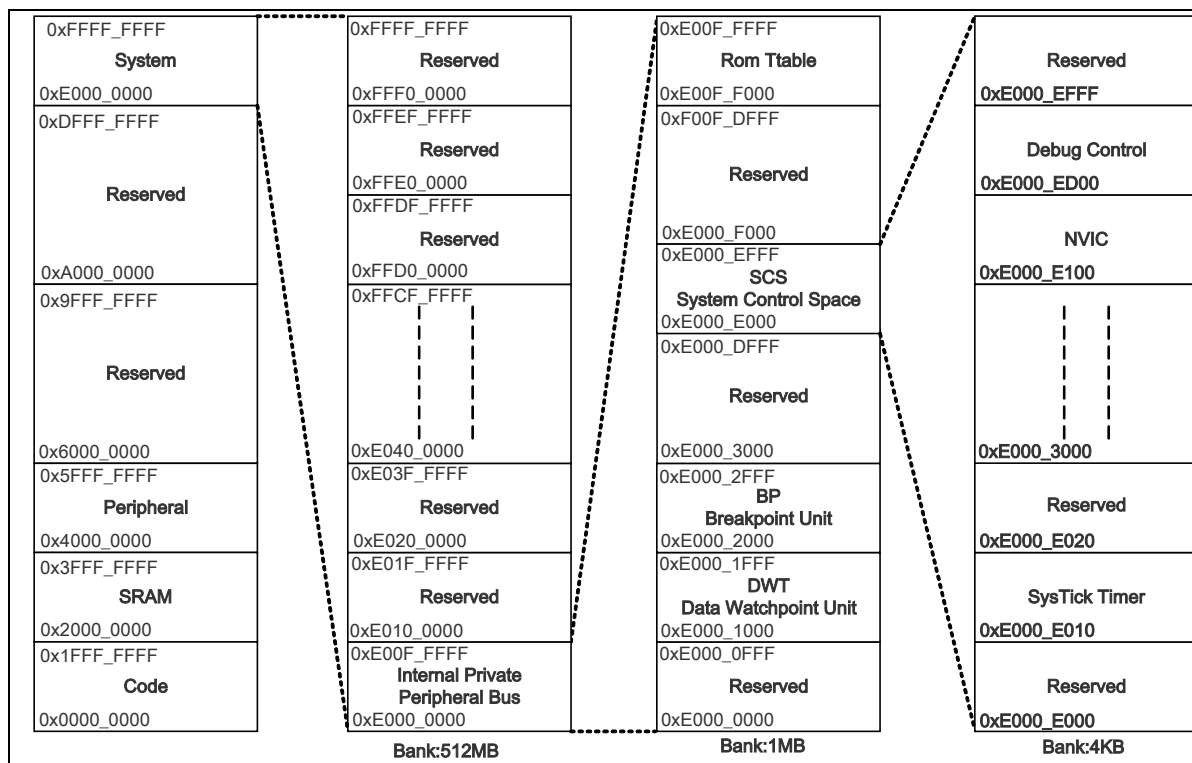 0xFFFF_FFFF
System
0xE000_0000
0xDFFF_FFFF
Reserved
0xA000_0000
0x9FFF_FFFF
Reserved
0x6000_0000
0x5FFF_FFFF
Peripheral
0x4000_0000
0x3FFF_FFFF
SRAM
0x2000_0000
0x1FFF_FFFF
Code
0x0000_0000
0xFFFF_FFFF
Reserved
0xFFF0_0000
0xFFEF_FFFF
Reserved
0xFFE0_0000
0xFFDF_FFFF
Reserved
0xFFD0_0000
0xFFCF_FFFF
0xE040_0000
0xE03F_FFFF
Reserved
0xE020_0000
0xE01F_FFFF
Reserved
0xE010_0000
0xE00F_FFFF
Internal Private
Peripheral Bus
0xE000_0000
Bank:512MB
0xE00F_FFFF
Rom Ttable
0xE00F_F000
0xF00F_DFFF
Reserved
0xE000_F000
0xE000_EFFF
SCS
System Control Space
0xE000_E000
0xE000_DFFF
Reserved
0xE000_3000
0xE000_2FFF
BP
Breakpoint Unit
0xE000_2000
0xE000_1FFF
DWT
Data Watchpoint Unit
0xE000_1000
0xE000_0FFF
Reserved
0xE000_0000
Bank:1MB
Reserved
0xE000_EFFF
Debug Control
0xE000_ED00
NVIC
0xE000_E100
0xE000_3000
Reserved
0xE000_E020
SysTick Timer
0xE000_E010
Reserved
0xE000_E000
Bank:4KB